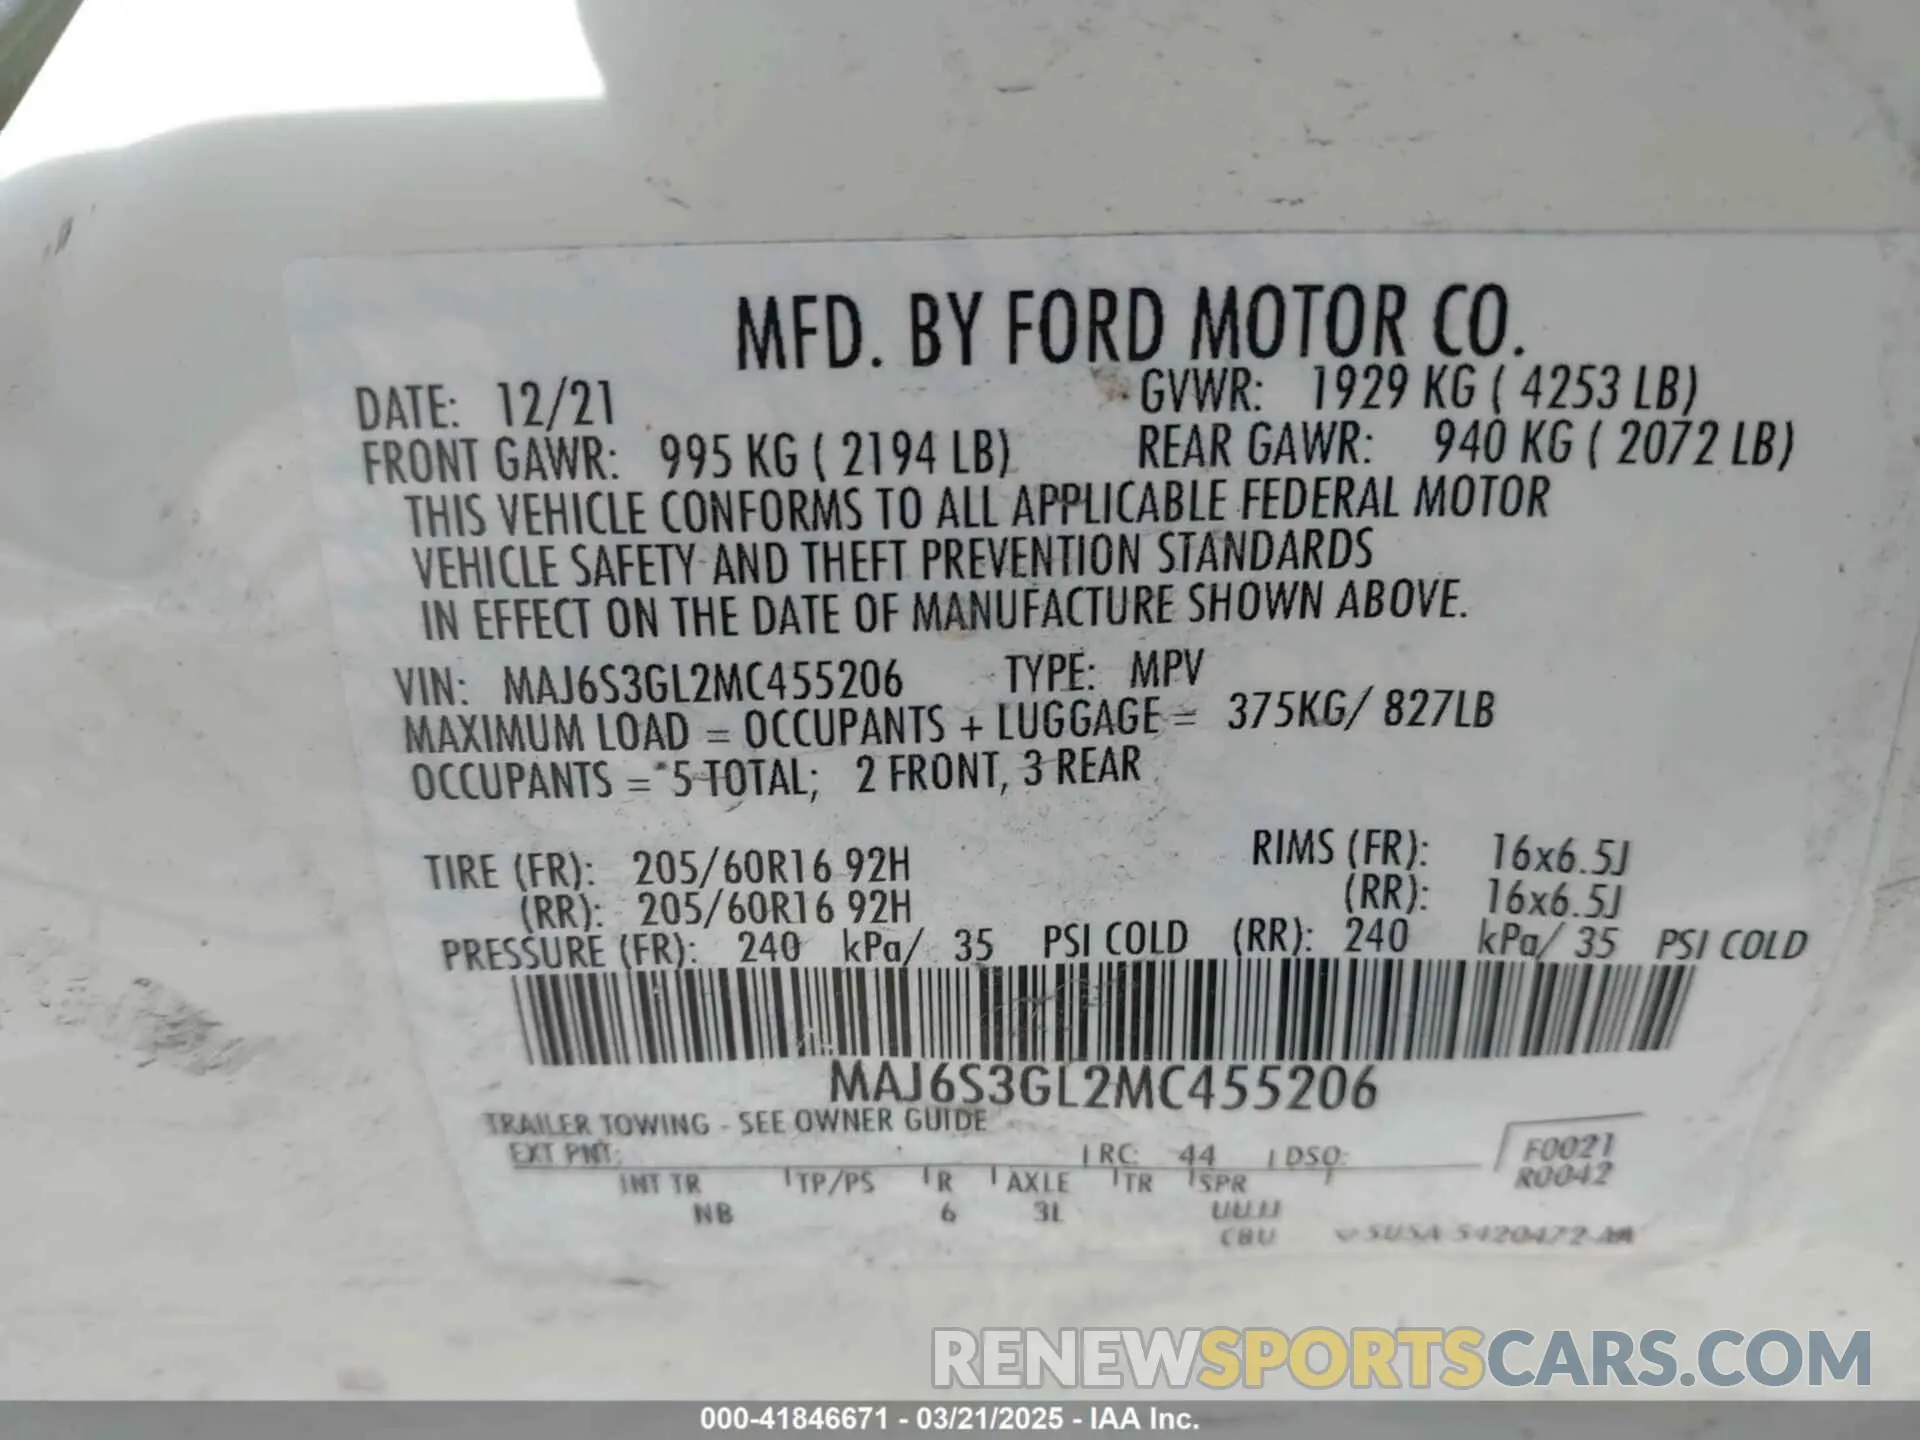 MFD. BY FORD MOTOR CO.
DATE: 12/21 GVWR: 1929 KG ( 4253 LB)
FRONT GAWR: 995 KG ( 2194 LB) REAR GAWR: 940 KG ( 2072 LB)
THIS VEHICLE CONFORMS TO ALL APPLICABLE FEDERAL MOTOR
VEHICLE SAFETY AND THEFT PREVENTION STANDARDS
IN EFFECT ON THE DATE OF MANUFACTURE SHOWN ABOVE.
VIN: MAJ6S3GL2MC455206 TYPE: MPV
MAXIMUM LOAD = OCCUPANTS + LUGGAGE = 375KG/ 827LB
OCCUPANTS = 5 TOTAL; 2 FRONT, 3 REAR
TIRE (FR): 205/60R16 92H RIMS (FR): 16x6.5J
(RR): 205/60R16 92H (RR): 16x6.5J
PRESSURE (FR): 240 kPa/ 35 PSI COLD (RR): 240 kPa/ 35 PSI COLD
MAJ6S3GL2MC455206
TRAILER TOWING - SEE OWNER GUIDE
EXT PNT: RC: 44 DSO: F0021
R0042
INT TR TP/PS R AXLE TR SPR
NB 6 3L UUJJ
CBU
RENEWSPORTSCARS.COM
000-41846671 - 03/21/2025 - IAA Inc.